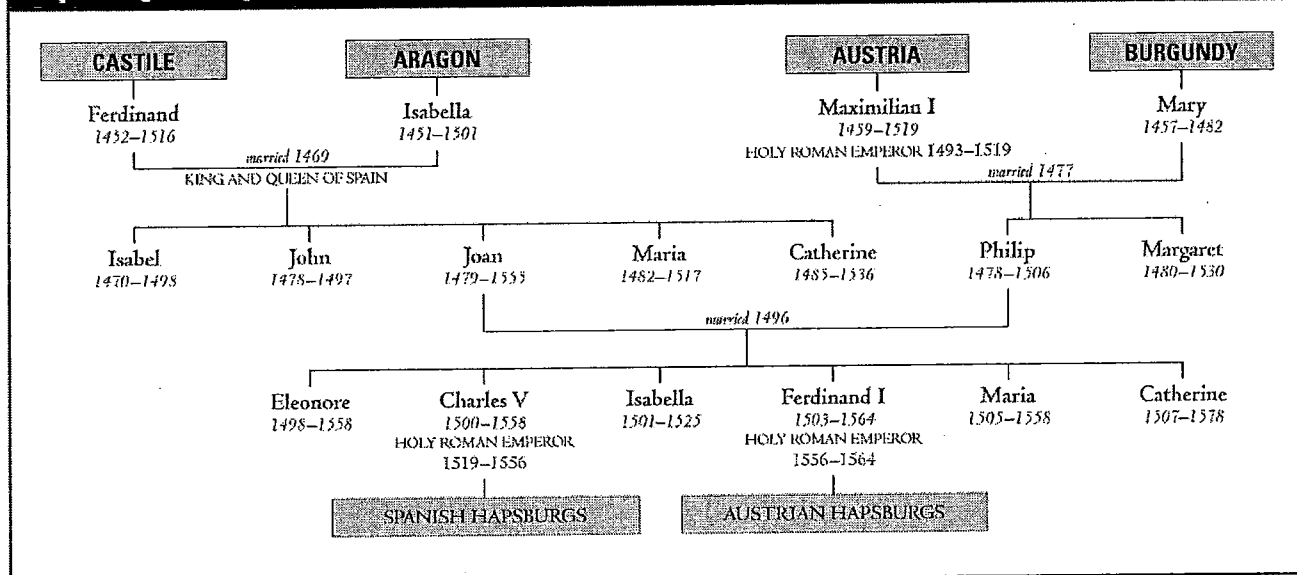 CASTILE
ARAGON
AUSTRIA
BURGUNDY
Ferdinand
1452–1516
Isabella
1451–1501
Maximilian I
1459–1519
HOLY ROMAN EMPEROR 1493–1519
Mary
1457–1482
married 1469
KING AND QUEEN OF SPAIN
married 1477
Isabel
1470–1498
John
1478–1497
Joan
1479–1555
Maria
1482–1517
Catherine
1485–1536
Philip
1478–1506
Margaret
1480–1530
married 1496
Eleonore
1498–1558
Charles V
1500–1558
HOLY ROMAN EMPEROR
1519–1556
Isabella
1501–1525
Ferdinand I
1503–1564
HOLY ROMAN EMPEROR
1556–1564
Maria
1505–1558
Catherine
1507–1578
SPANISH HAPSBURGS
AUSTRIAN HAPSBURGS